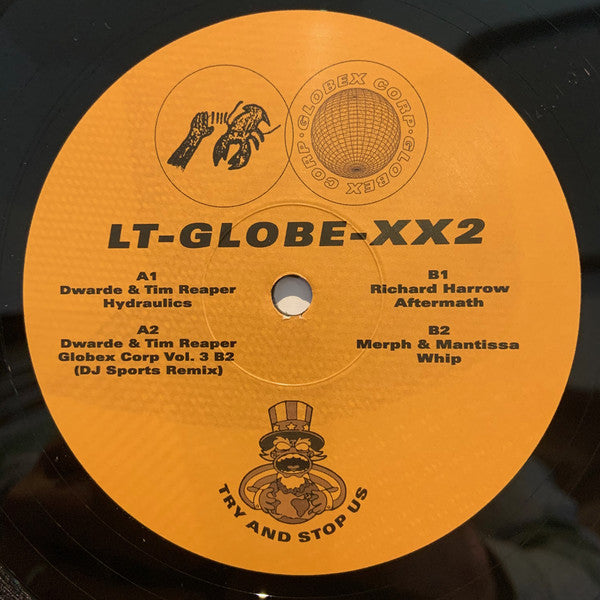 GLOBEX CORP · GLOBEX CORP ·
LT-GLOBE-XX2
A1
Dwarde & Tim Reaper
Hydraulics
A2
Dwarde & Tim Reaper
Globex Corp Vol. 3 B2
(DJ Sports Remix)
B1
Richard Harrow
Aftermath
B2
Merph & Mantissa
Whip
TRY AND STOP US